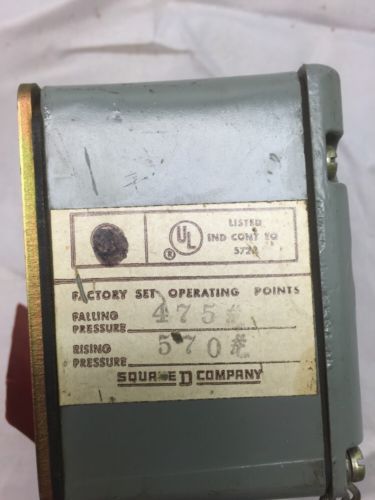 UL
®
LISTED
IND CONT EQ
572
FACTORY SET OPERATING POINTS
FALLING
PRESSURE 475#
RISING
PRESSURE 570#
SQUARE D COMPANY